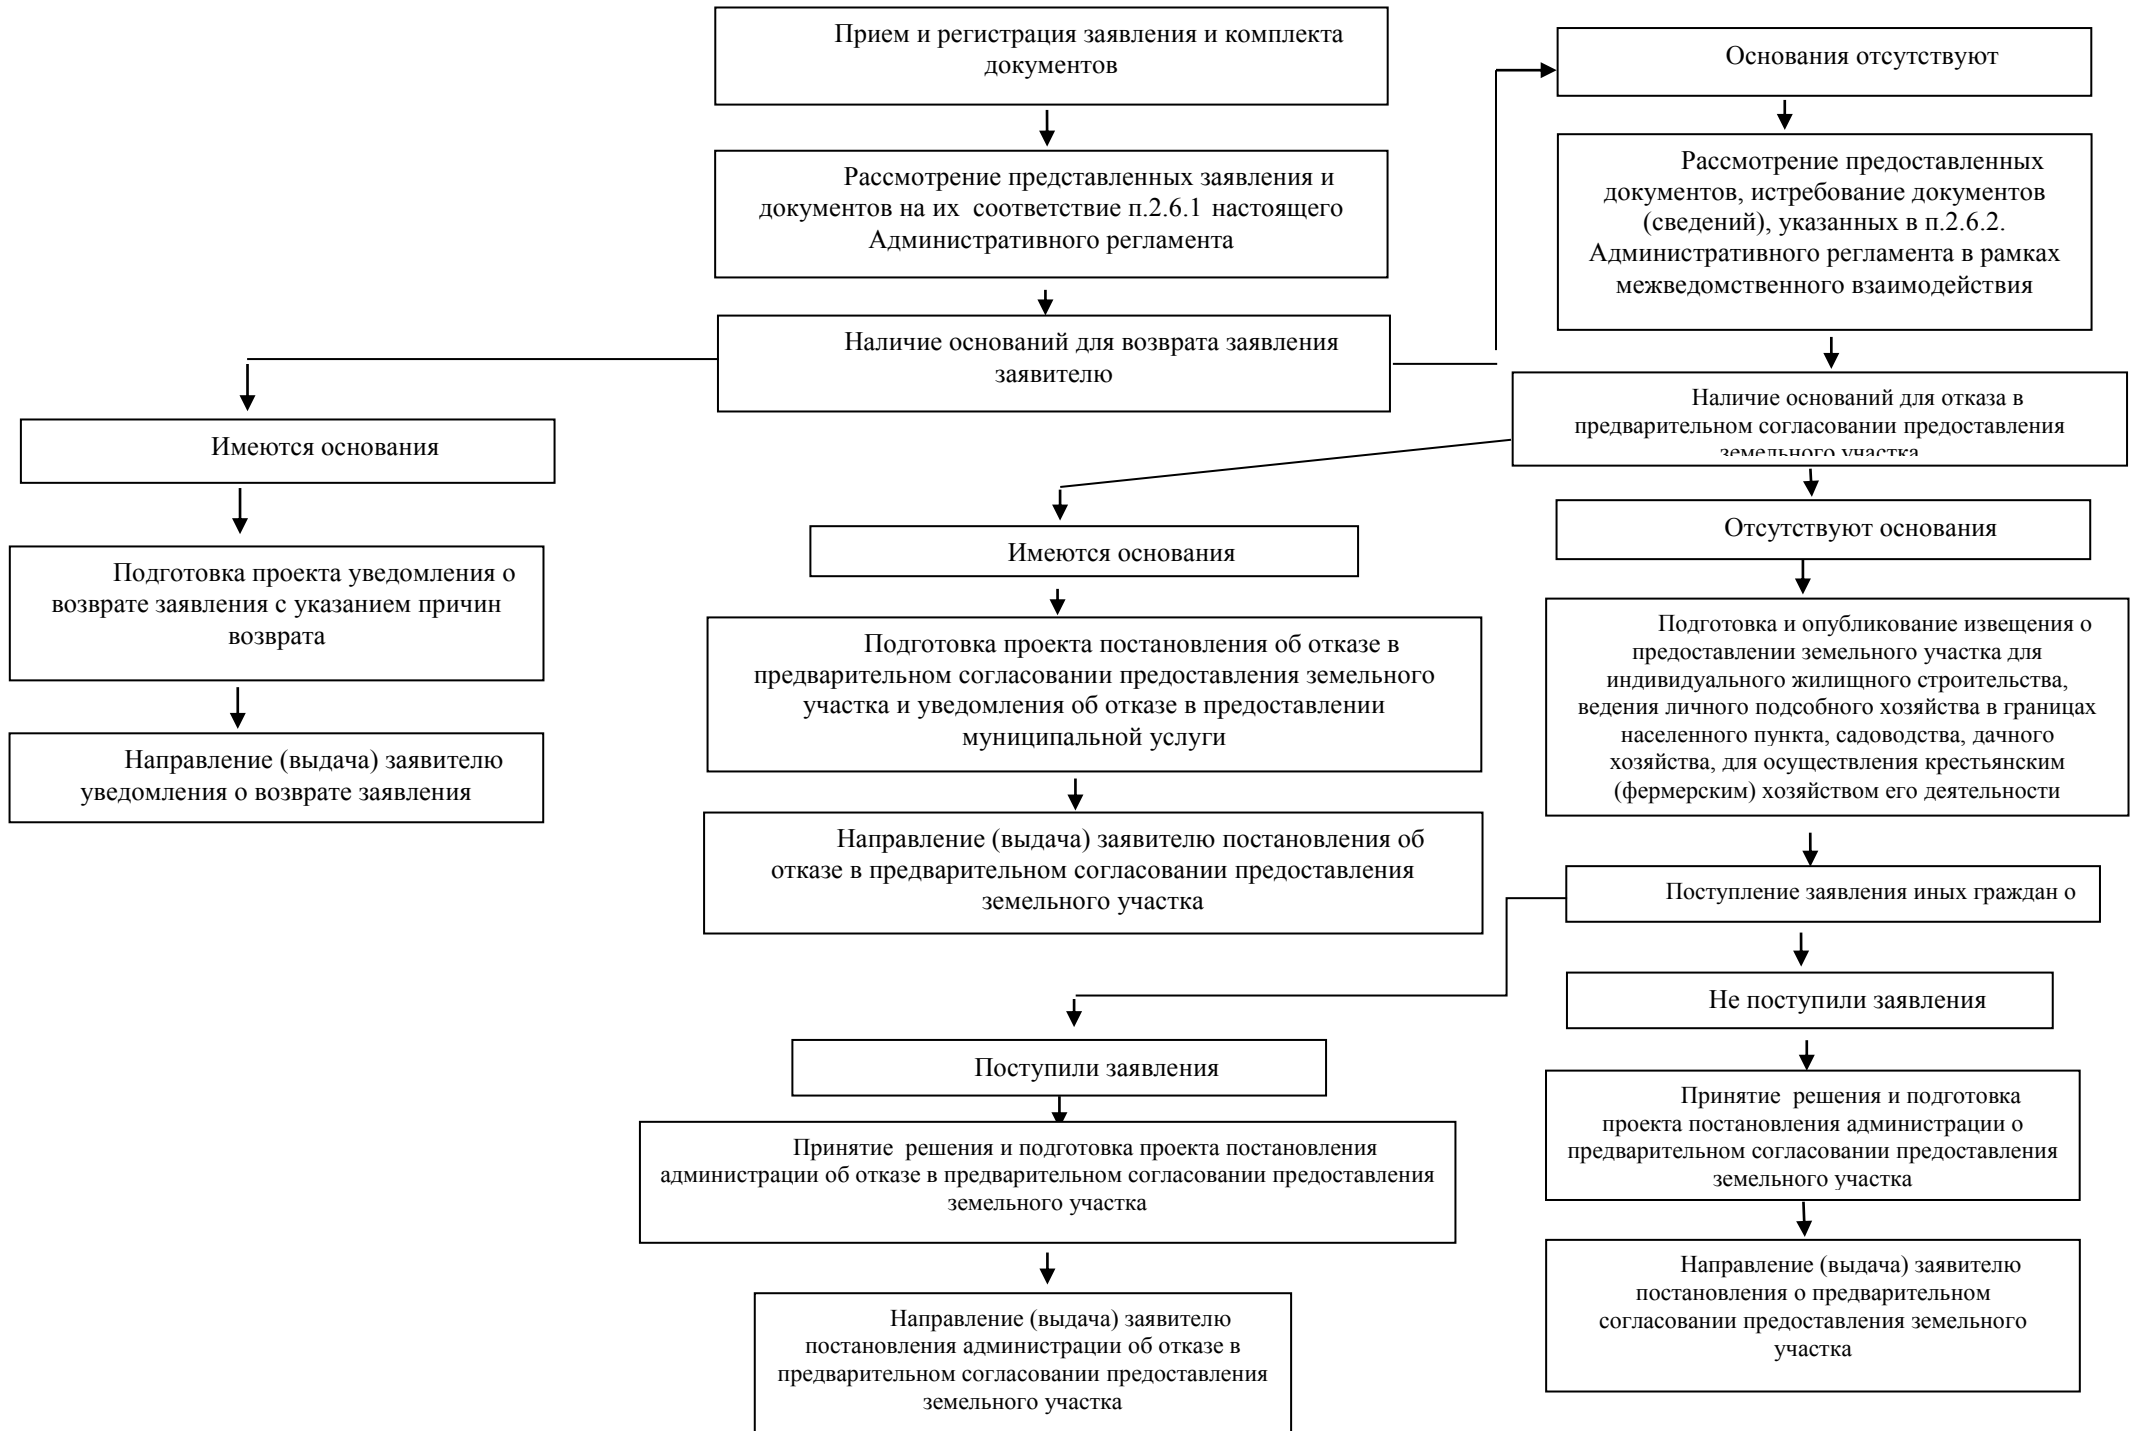 Прием и регистрация заявления и комплекта
документов
Рассмотрение представленных заявления и
документов на их соответствие п.2.6.1 настоящего
Административного регламента
Наличие оснований для возврата заявления
заявителю
Имеются основания
Подготовка проекта уведомления о
возврате заявления с указанием причин
возврата
Направление (выдача) заявителю
уведомления о возврате заявления
Основания отсутствуют
Рассмотрение предоставленных
документов, истребование документов
(сведений), указанных в п.2.6.2.
Административного регламента в рамках
межведомственного взаимодействия
Наличие оснований для отказа в
предварительном согласовании предоставления
земельного участка
Имеются основания
Подготовка проекта постановления об отказе в
предварительном согласовании предоставления земельного
участка и уведомления об отказе в предоставлении
муниципальной услуги
Направление (выдача) заявителю постановления об
отказе в предварительном согласовании предоставления
земельного участка
Отсутствуют основания
Подготовка и опубликование извещения о
предоставлении земельного участка для
индивидуального жилищного строительства,
ведения личного подсобного хозяйства в границах
населенного пункта, садоводства, дачного
хозяйства, для осуществления крестьянским
(фермерским) хозяйством его деятельности
Поступление заявления иных граждан о
Поступили заявления
Принятие решения и подготовка проекта постановления
администрации об отказе в предварительном согласовании предоставления
земельного участка
Направление (выдача) заявителю
постановления администрации об отказе в
предварительном согласовании предоставления
земельного участка
Не поступили заявления
Принятие решения и подготовка
проекта постановления администрации о
предварительном согласовании предоставления
земельного участка
Направление (выдача) заявителю
постановления о предварительном
согласовании предоставления земельного
участка